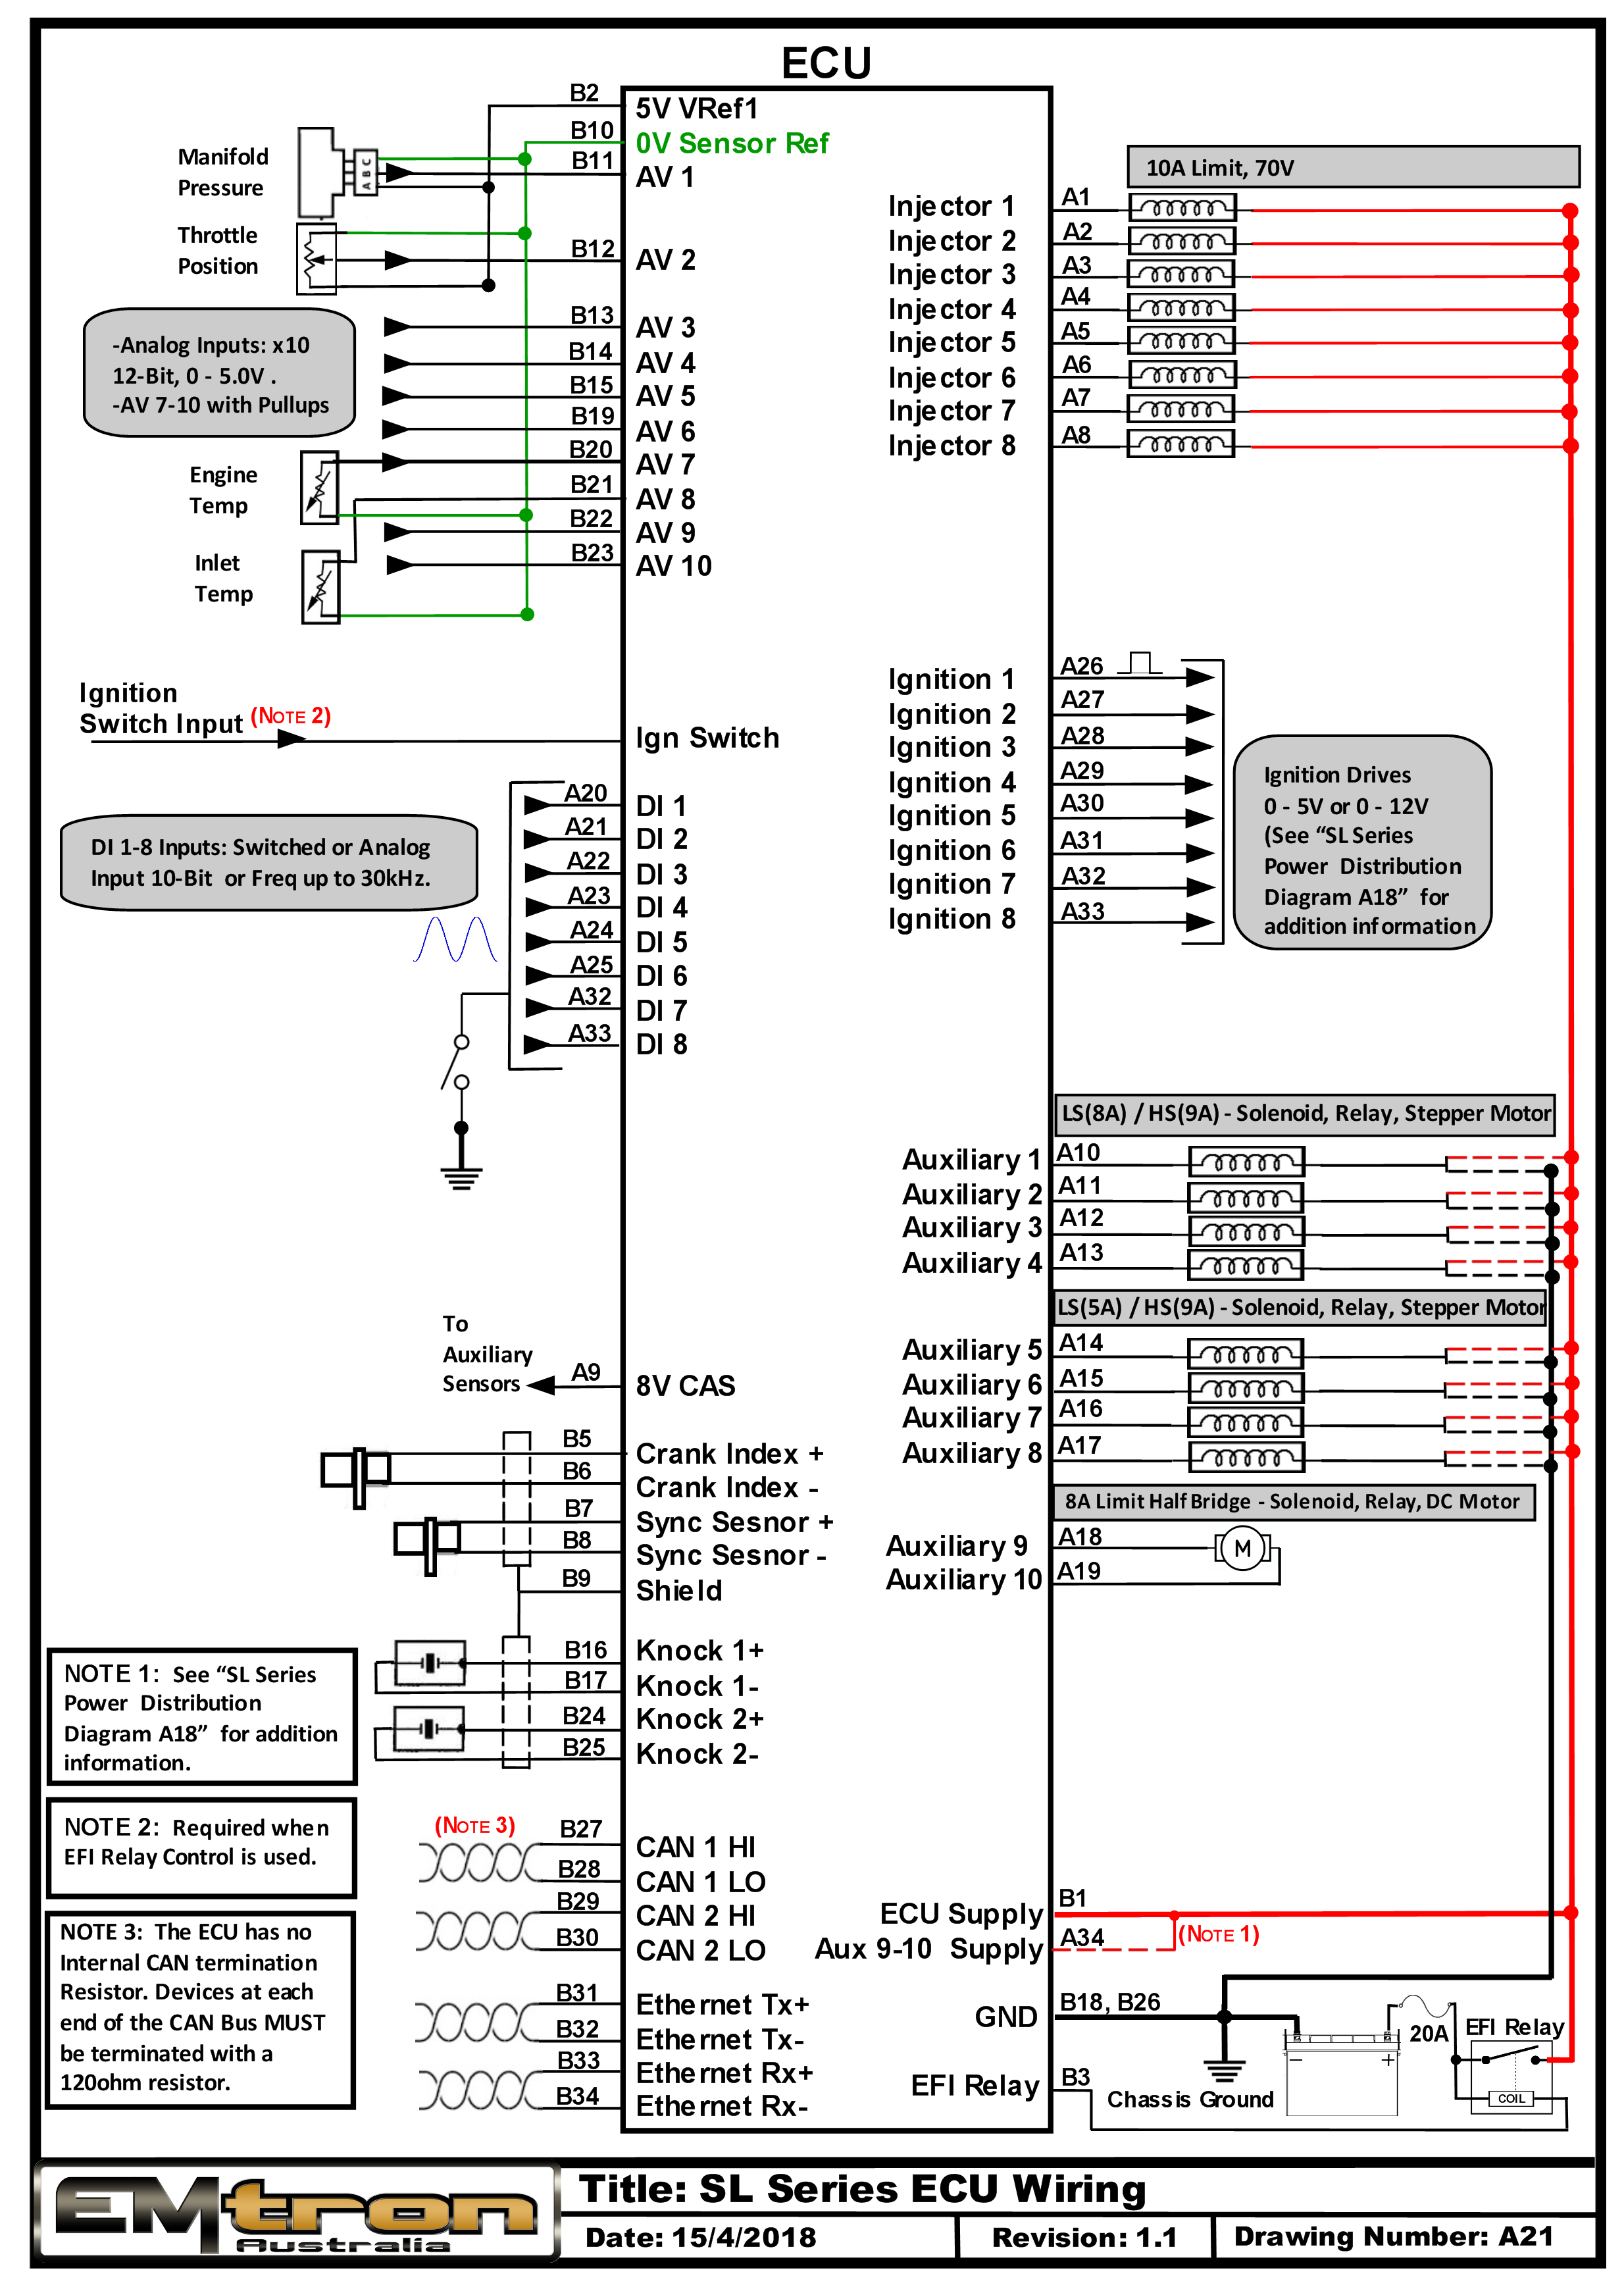 ECU
B2
5V VRef1
B10
0V Sensor Ref
B11
AV 1
Manifold
Pressure
A B C
Throttle
Position
B12
AV 2
-Analog Inputs: x10
12-Bit, 0 - 5.0V .
-AV 7-10 with Pullups
B13
AV 3
B14
AV 4
B15
AV 5
B19
AV 6
B20
AV 7
B21
AV 8
B22
AV 9
B23
AV 10
Engine
Temp
Inlet
Temp
10A Limit, 70V
Injector 1
A1
Injector 2
A2
Injector 3
A3
Injector 4
A4
Injector 5
A5
Injector 6
A6
Injector 7
A7
Injector 8
A8
Ignition
Switch Input (NOTE 2)
Ign Switch
Ignition 1
A26
Ignition 2
A27
Ignition 3
A28
Ignition 4
A29
Ignition 5
A30
Ignition 6
A31
Ignition 7
A32
Ignition 8
A33
Ignition Drives
0 - 5V or 0 - 12V
(See “SL Series
Power Distribution
Diagram A18” for
addition information
DI 1-8 Inputs: Switched or Analog
Input 10-Bit or Freq up to 30kHz.
A20
DI 1
A21
DI 2
A22
DI 3
A23
DI 4
A24
DI 5
A25
DI 6
A32
DI 7
A33
DI 8
LS(8A) / HS(9A) - Solenoid, Relay, Stepper Motor
Auxiliary 1
A10
Auxiliary 2
A11
Auxiliary 3
A12
Auxiliary 4
A13
LS(5A) / HS(9A) - Solenoid, Relay, Stepper Motor
Auxiliary 5
A14
Auxiliary 6
A15
Auxiliary 7
A16
Auxiliary 8
A17
8A Limit Half Bridge - Solenoid, Relay, DC Motor
Auxiliary 9
A18
M
Auxiliary 10
A19
To
Auxiliary
Sensors
A9
8V CAS
B5
Crank Index +
B6
Crank Index -
B7
Sync Sesnor +
B8
Sync Sesnor -
B9
Shield
B16
Knock 1+
B17
Knock 1-
B24
Knock 2+
B25
Knock 2-
NOTE 1: See “SL Series
Power Distribution
Diagram A18” for addition
information.
NOTE 2: Required when
EFI Relay Control is used.
NOTE 3: The ECU has no
Internal CAN termination
Resistor. Devices at each
end of the CAN Bus MUST
be terminated with a
120ohm resistor.
(NOTE 3)
B27
CAN 1 HI
B28
CAN 1 LO
B29
CAN 2 HI
B30
CAN 2 LO
B31
Ethernet Tx+
B32
Ethernet Tx-
B33
Ethernet Rx+
B34
Ethernet Rx-
ECU Supply
B1
Aux 9-10 Supply
A34
(NOTE 1)
GND
B18, B26
EFI Relay
B3
Chassis Ground
- +
20A
EFI Relay
COIL
EMtron
Australia
Title: SL Series ECU Wiring
Date: 15/4/2018
Revision: 1.1
Drawing Number: A21